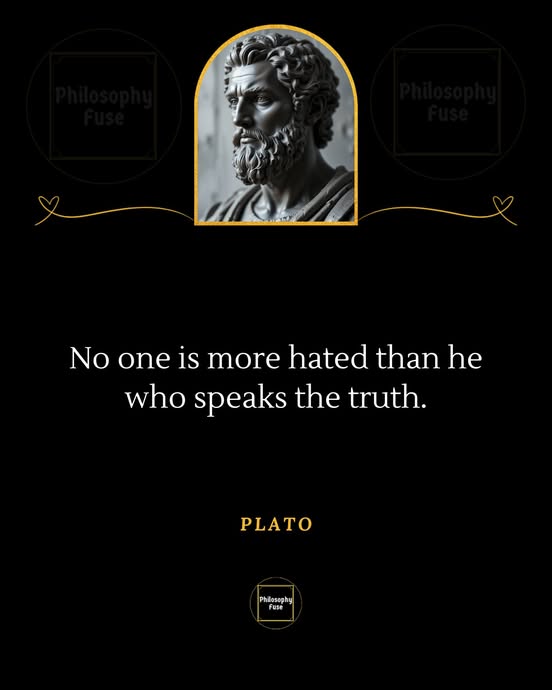 Philosophy
Fuse
Philosophy
Fuse
No one is more hated than he
who speaks the truth.
PLATO
Philosophy
Fuse